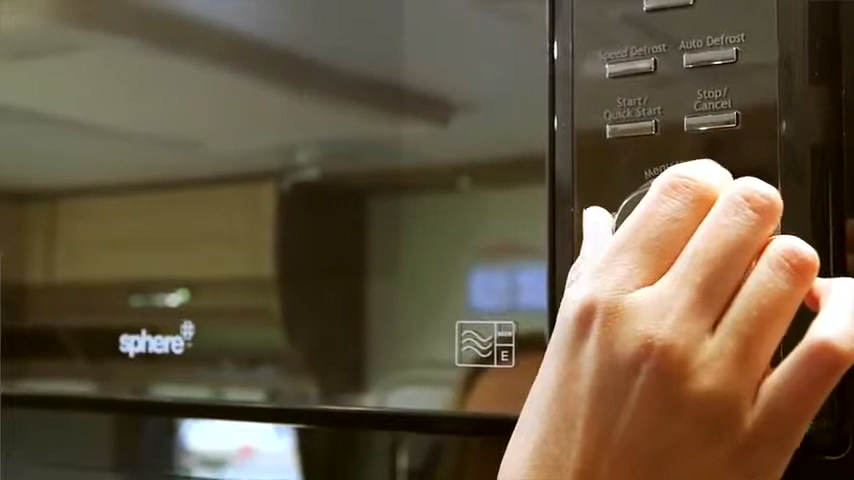 Speed Defrost
Auto Defrost
Start/
Quick Start
Stop/
Cancel
sphere
E